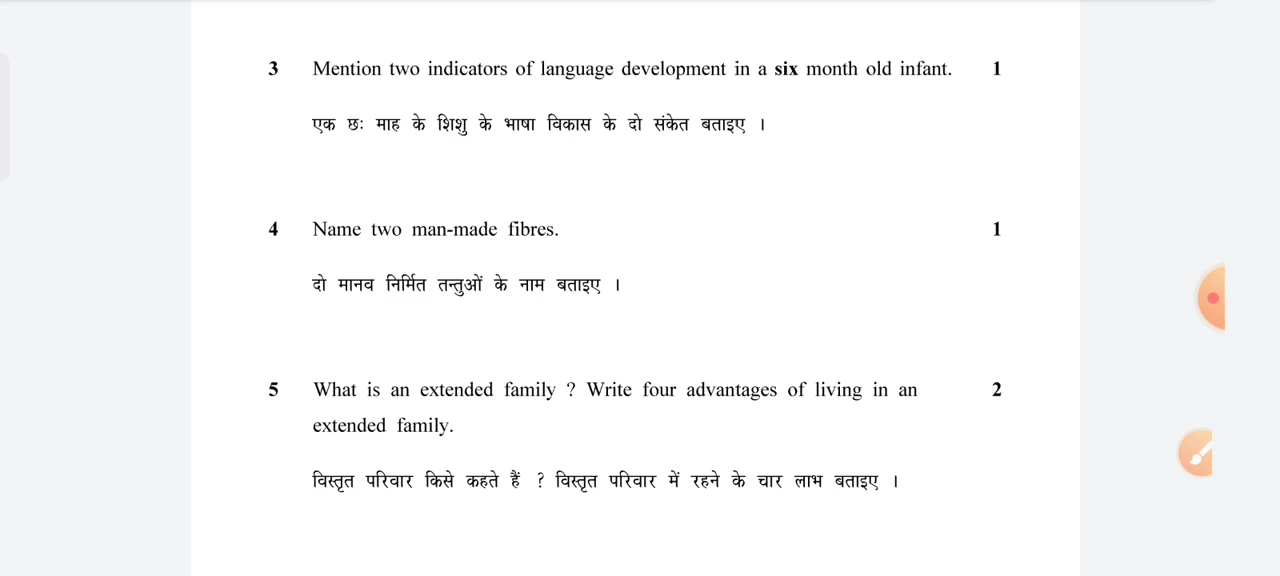 3 Mention two indicators of language development in a six month old infant. 1
एक छः माह के शिशु के भाषा विकास के दो संकेत बताइए ।
4 Name two man-made fibres. 1
दो मानव निर्मित तन्तुओं के नाम बताइए ।
5 What is an extended family ? Write four advantages of living in an 2
extended family.
विस्तृत परिवार किसे कहते हैं ? विस्तृत परिवार में रहने के चार लाभ बताइए ।